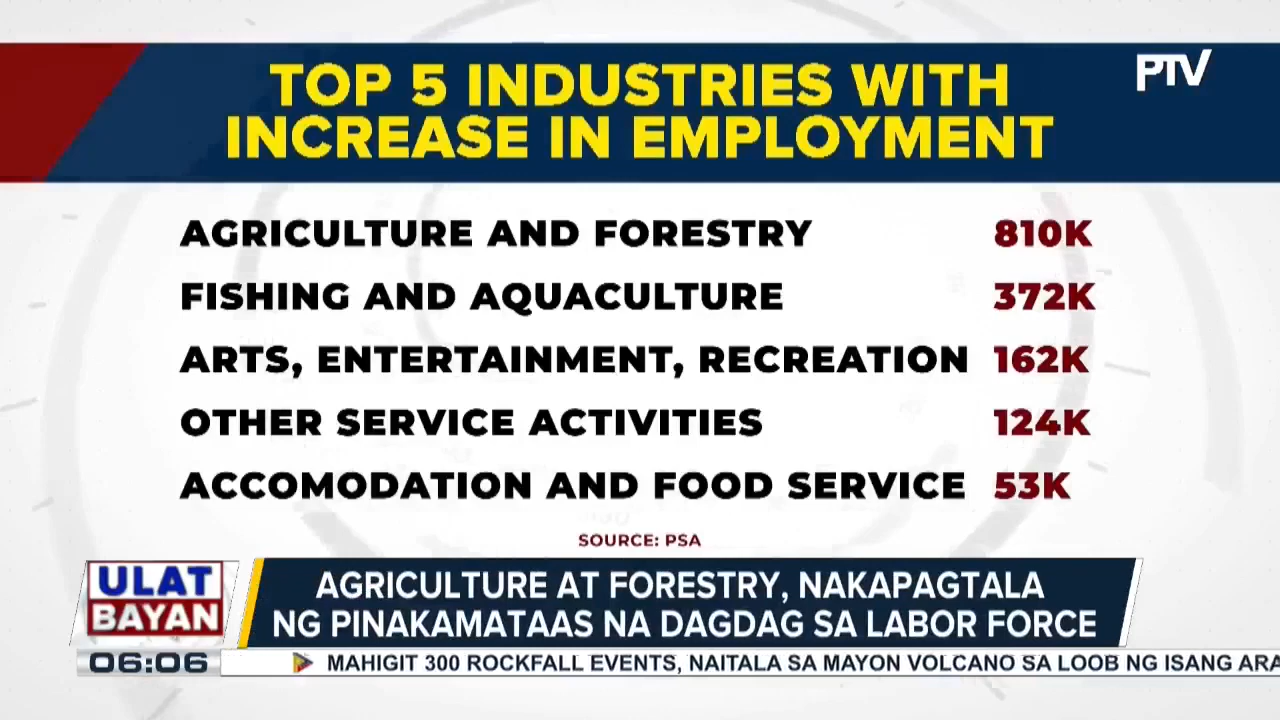 TOP 5 INDUSTRIES WITH
INCREASE IN EMPLOYMENT
PTV
AGRICULTURE AND FORESTRY 810K
FISHING AND AQUACULTURE 372K
ARTS, ENTERTAINMENT, RECREATION 162K
OTHER SERVICE ACTIVITIES 124K
ACCOMODATION AND FOOD SERVICE 53K
SOURCE: PSA
ULAT
BAYAN
AGRICULTURE AT FORESTRY, NAKAPAGTALA
NG PINAKAMATAAS NA DAGDAG SA LABOR FORCE
06:06
MAHIGIT 300 ROCKFALL EVENTS, NAITALA SA MAYON VOLCANO SA LOOB NG ISANG ARA